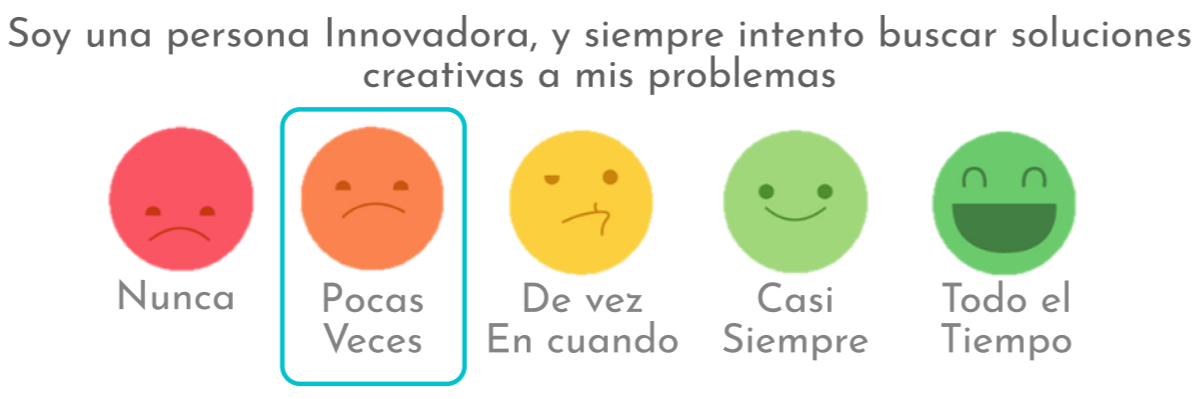 Soy una persona Innovadora, y siempre intento buscar soluciones
creativas a mis problemas
Nunca
Pocas
Veces
De vez
En cuando
Casi
Siempre
Todo el
Tiempo